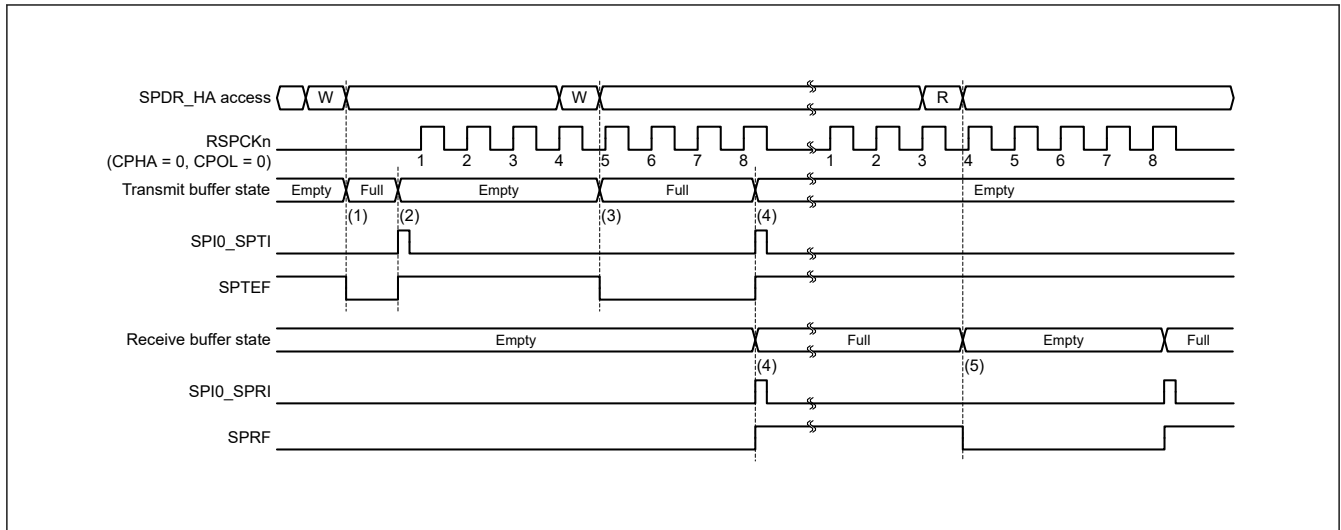 SPDR_HA access W W R
RSPCKn
(CPHA = 0, CPOL = 0)
1 2 3 4 5 6 7 8 1 2 3 4 5 6 7 8
Transmit buffer state Empty Full Empty Full Empty
(1) (2) (3) (4)
SPI0_SPTI
SPTEF
Receive buffer state Empty Full Empty Full
(4) (5)
SPI0_SPRI
SPRF